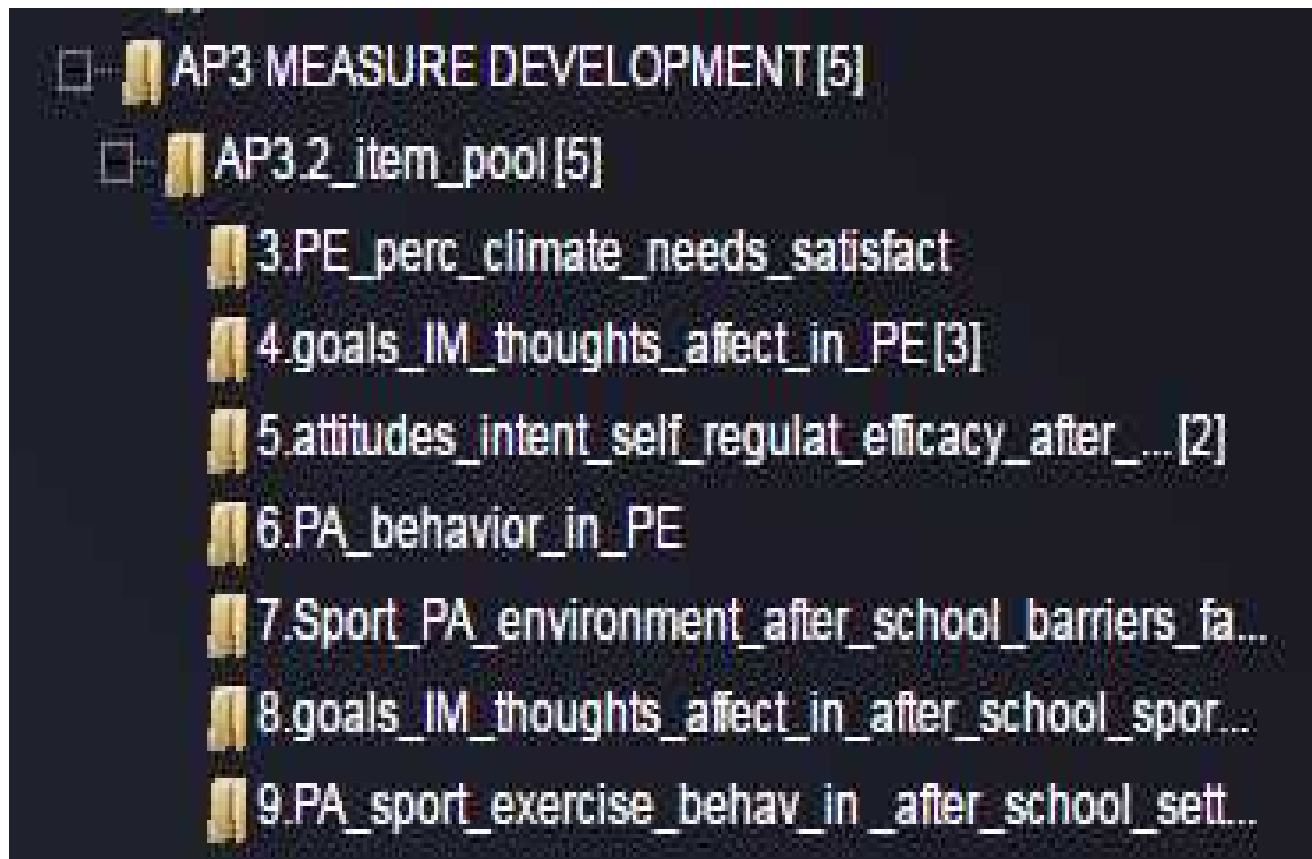 AP3 MEASURE DEVELOPMENT [5]
AP3.2_item_pool [5]
3.PE_perc_climate_needs_satisfact
4.goals_IM_thoughts_affect_in_PE [3]
5.attitudes_intent_self_regulat_efficacy_after_... [2]
6.PA_behavior_in_PE
7.Sport_PA_environment_after_school_barriers_fa...
8.goals_IM_thoughts_affect_in_after_school_spor...
9.PA_sport_exercise_behav_in _after_school_sett...